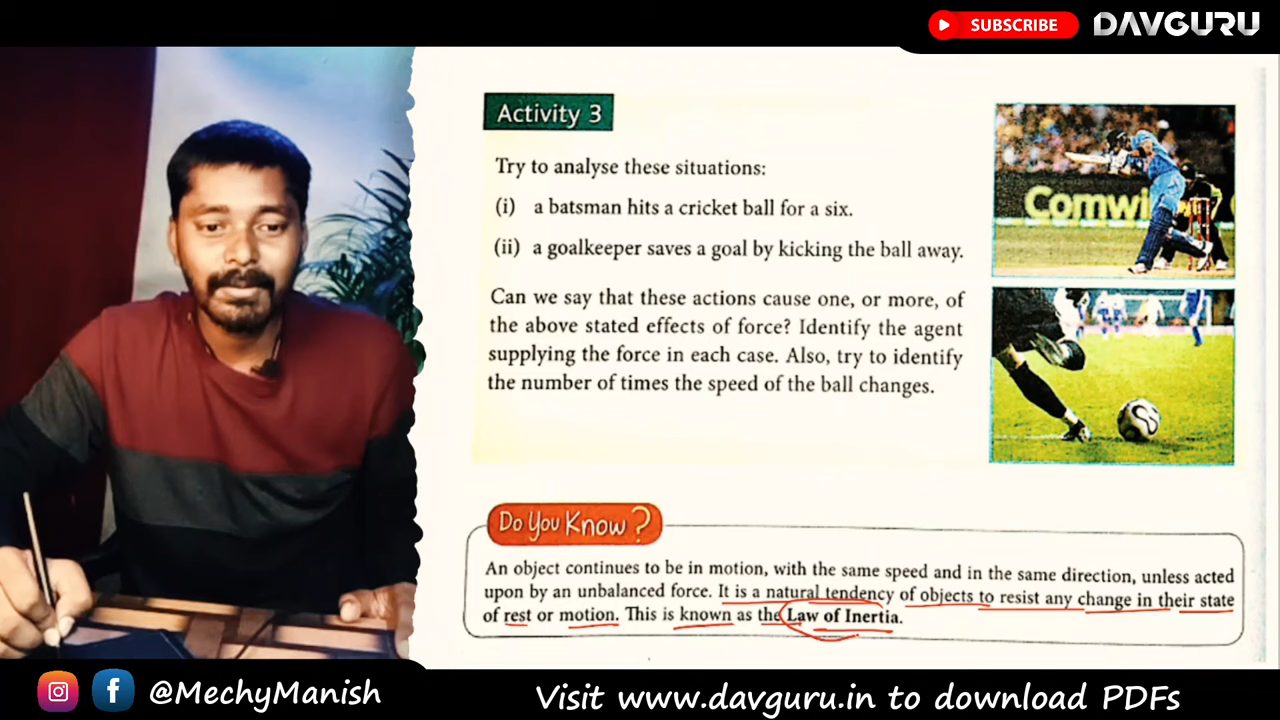 SUBSCRIBE DAVGURU
Activity 3
Try to analyse these situations:
(i) a batsman hits a cricket ball for a six.
(ii) a goalkeeper saves a goal by kicking the ball away.
Can we say that these actions cause one, or more, of
the above stated effects of force? Identify the agent
supplying the force in each case. Also, try to identify
the number of times the speed of the ball changes.
Comwi
Do You Know?
An object continues to be in motion, with the same speed and in the same direction, unless acted
upon by an unbalanced force. It is a natural tendency of objects to resist any change in their state
of rest or motion. This is known as the Law of Inertia.
@MechyManish
Visit www.davguru.in to download PDFs